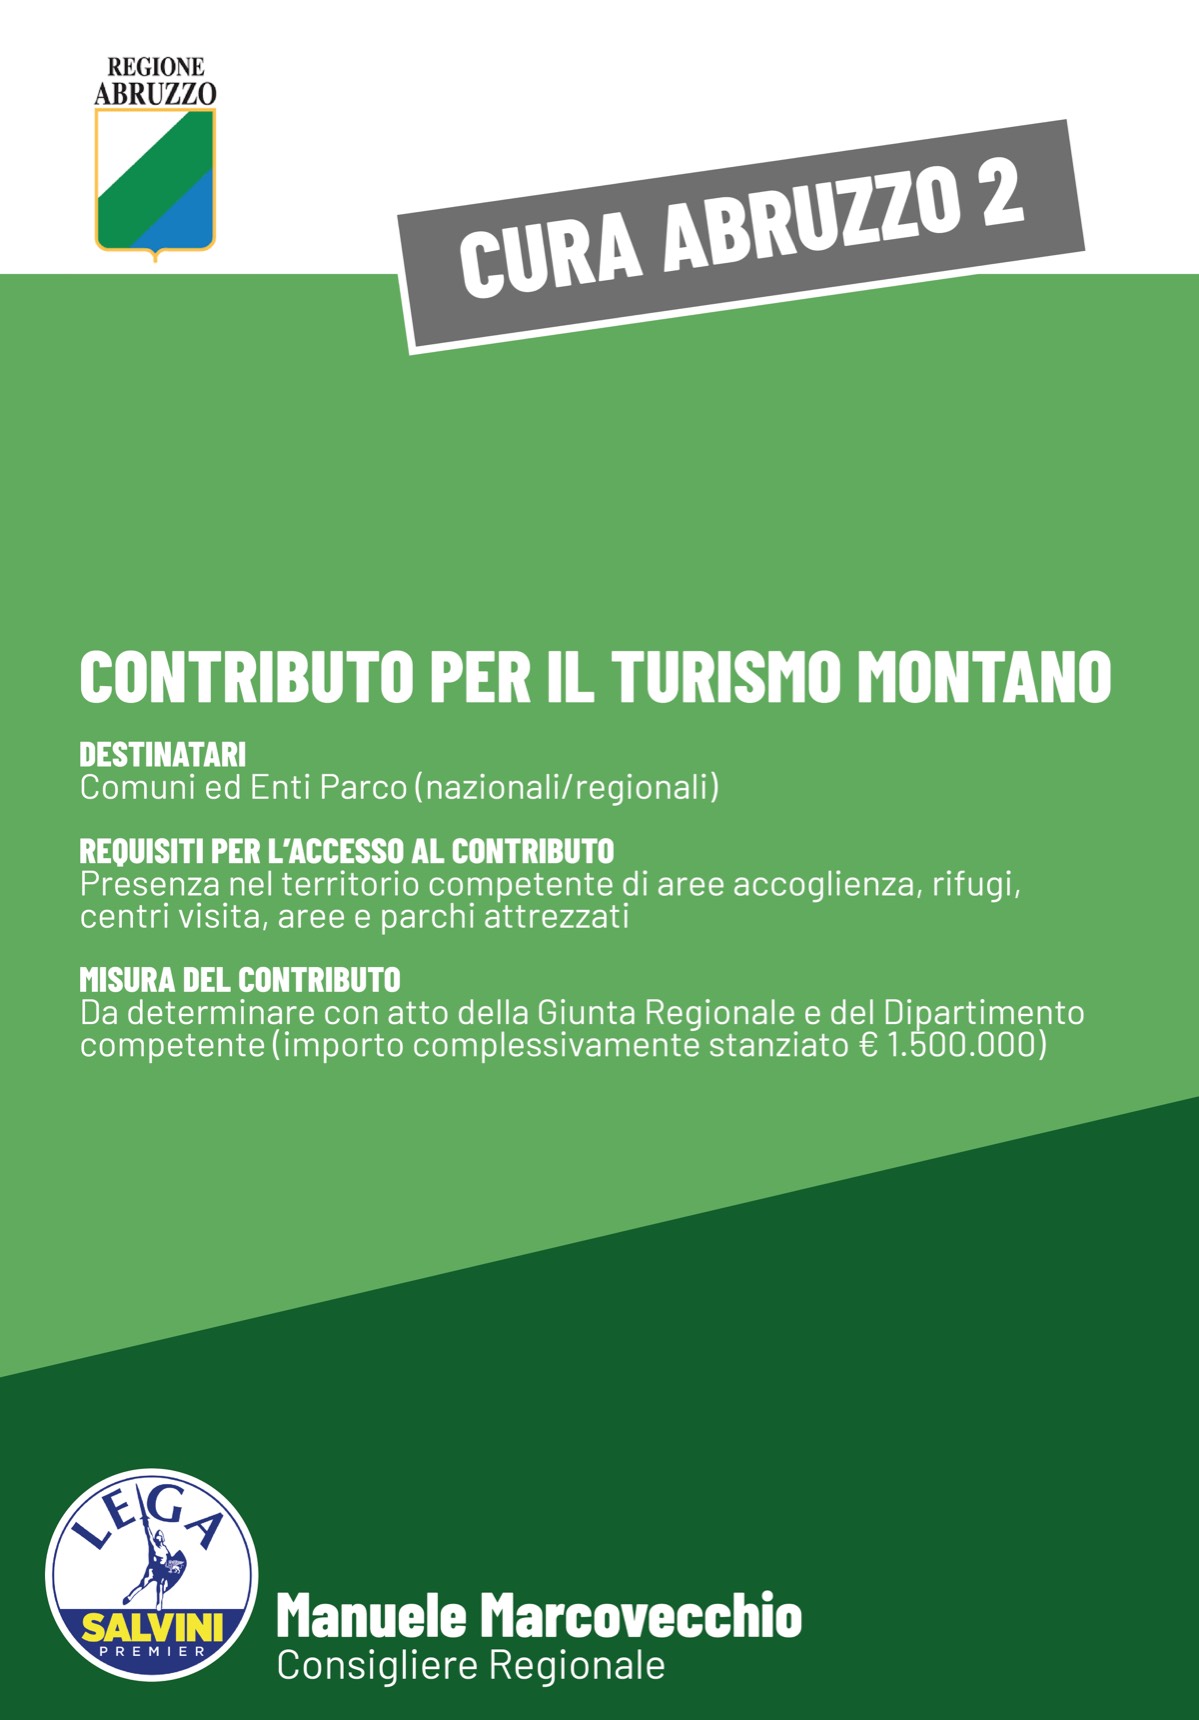 REGIONE
ABRUZZO
CURA ABRUZZO 2
CONTRIBUTO PER IL TURISMO MONTANO
DESTINATARI
Comuni ed Enti Parco (nazionali/regionali)
REQUISITI PER L'ACCESSO AL CONTRIBUTO
Presenza nel territorio competente di aree accoglienza, rifugi,
centri visita, aree e parchi attrezzati
MISURA DEL CONTRIBUTO
Da determinare con atto della Giunta Regionale e del Dipartimento
competente (importo complessivamente stanziato € 1.500.000)
LEGA
SALVINI
PREMIER
Manuele Marcovecchio
Consigliere Regionale